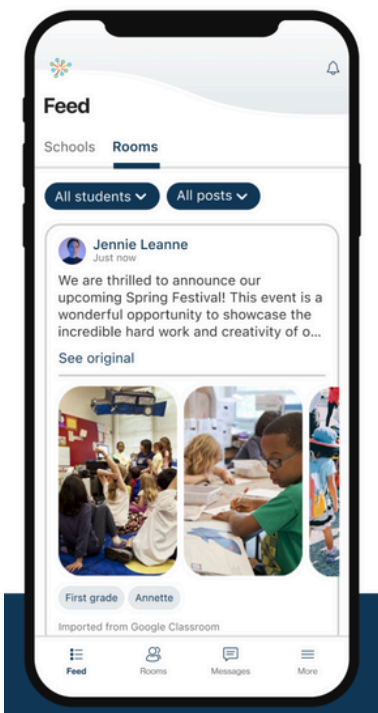 Feed
Schools Rooms
All students All posts
Jennie Leanne
Just now
We are thrilled to announce our
upcoming Spring Festival! This event is a
wonderful opportunity to showcase the
incredible hard work and creativity of o...
See original
First grade Annette
Imported from Google Classroom
Feed Rooms Messages More